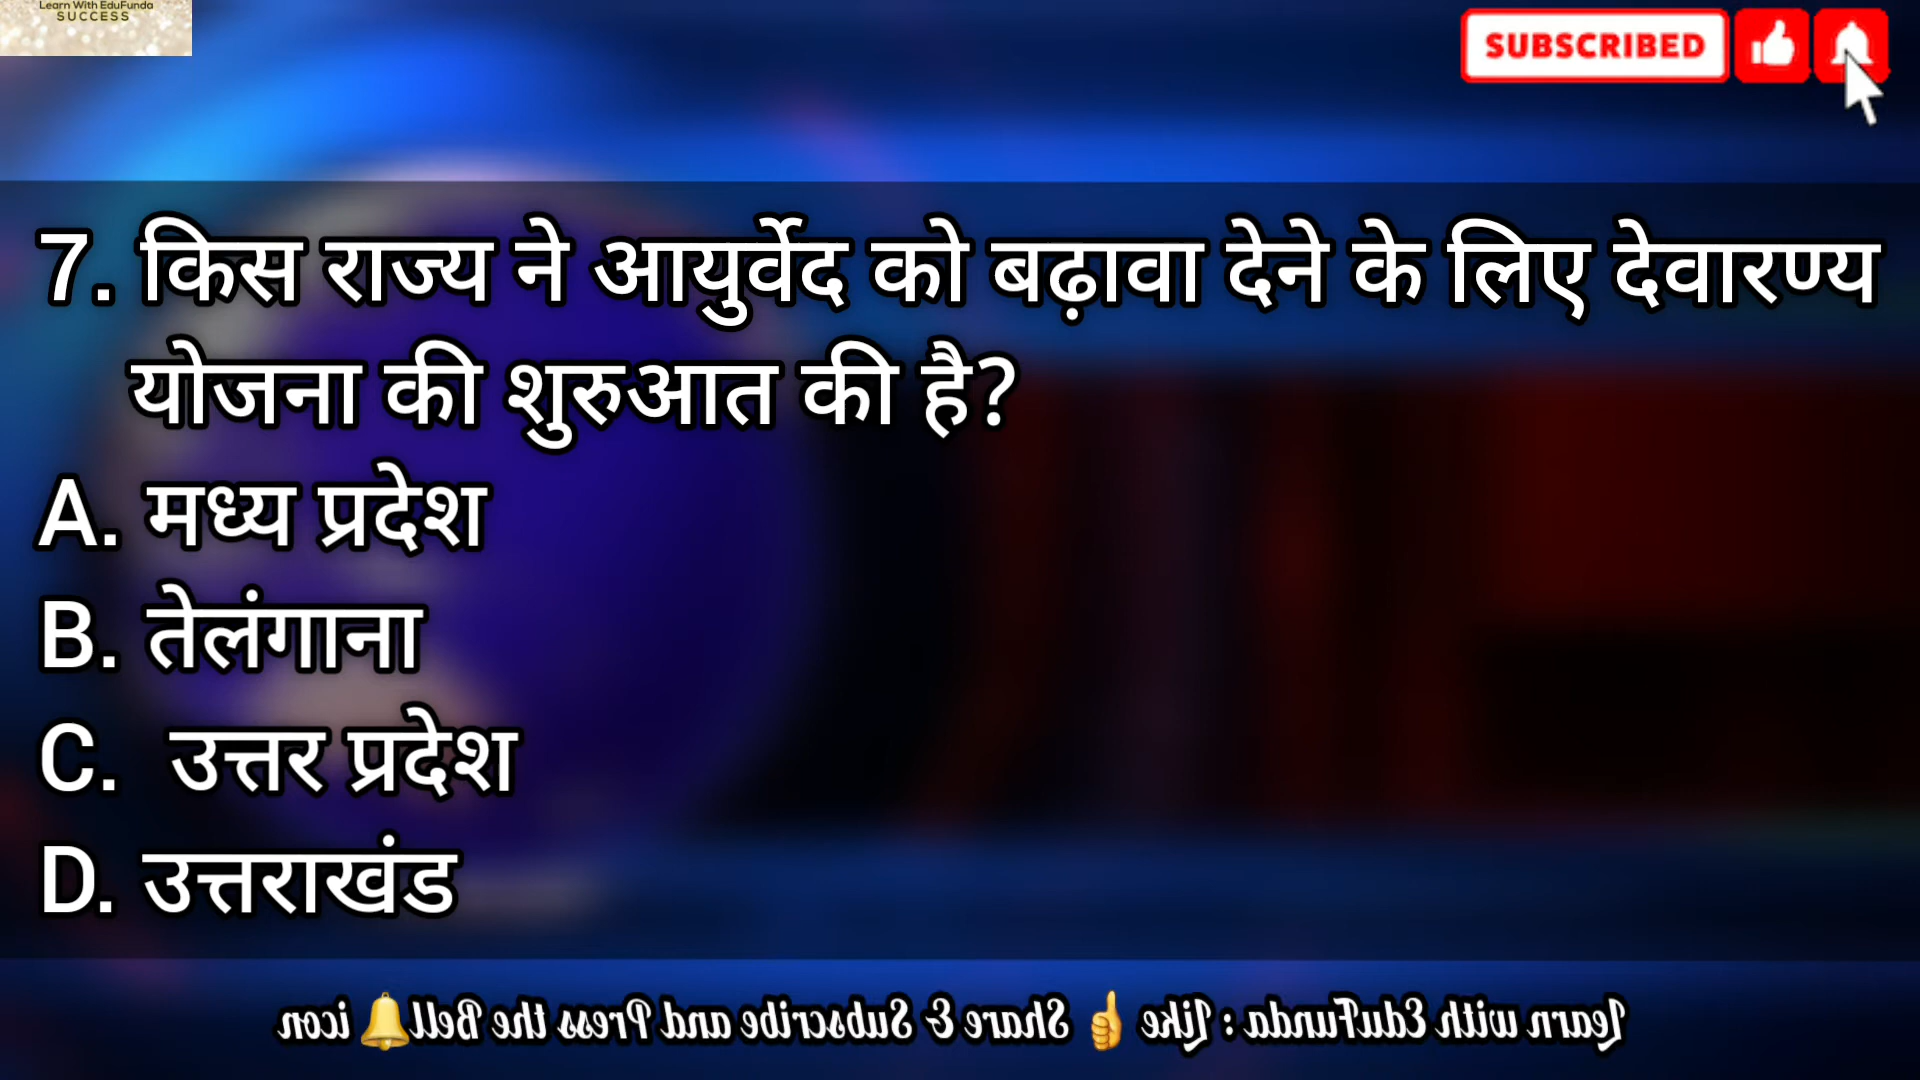 Learn With EduFunda
SUCCESS
SUBSCRIBED
7. किस राज्य ने आयुर्वेद को बढ़ावा देने के लिए देवारण्य
योजना की शुरुआत की है?
A. मध्य प्रदेश
B. तेलंगाना
C. उत्तर प्रदेश
D. उत्तराखंड
Learn with EduFunda : Like 👍 Share & Subscribe and Press the Bell🔔 icon